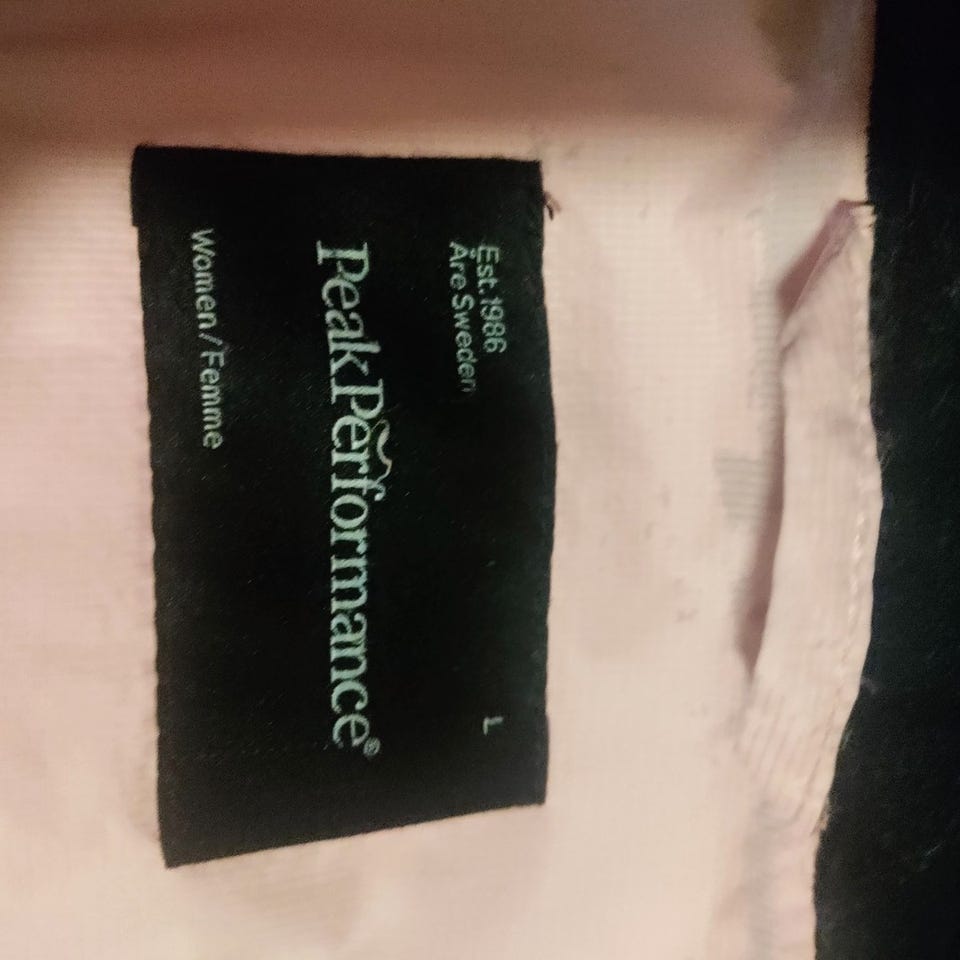 Est.1986
Åre Sweden
L
PeakPerformance®
Women/Femme